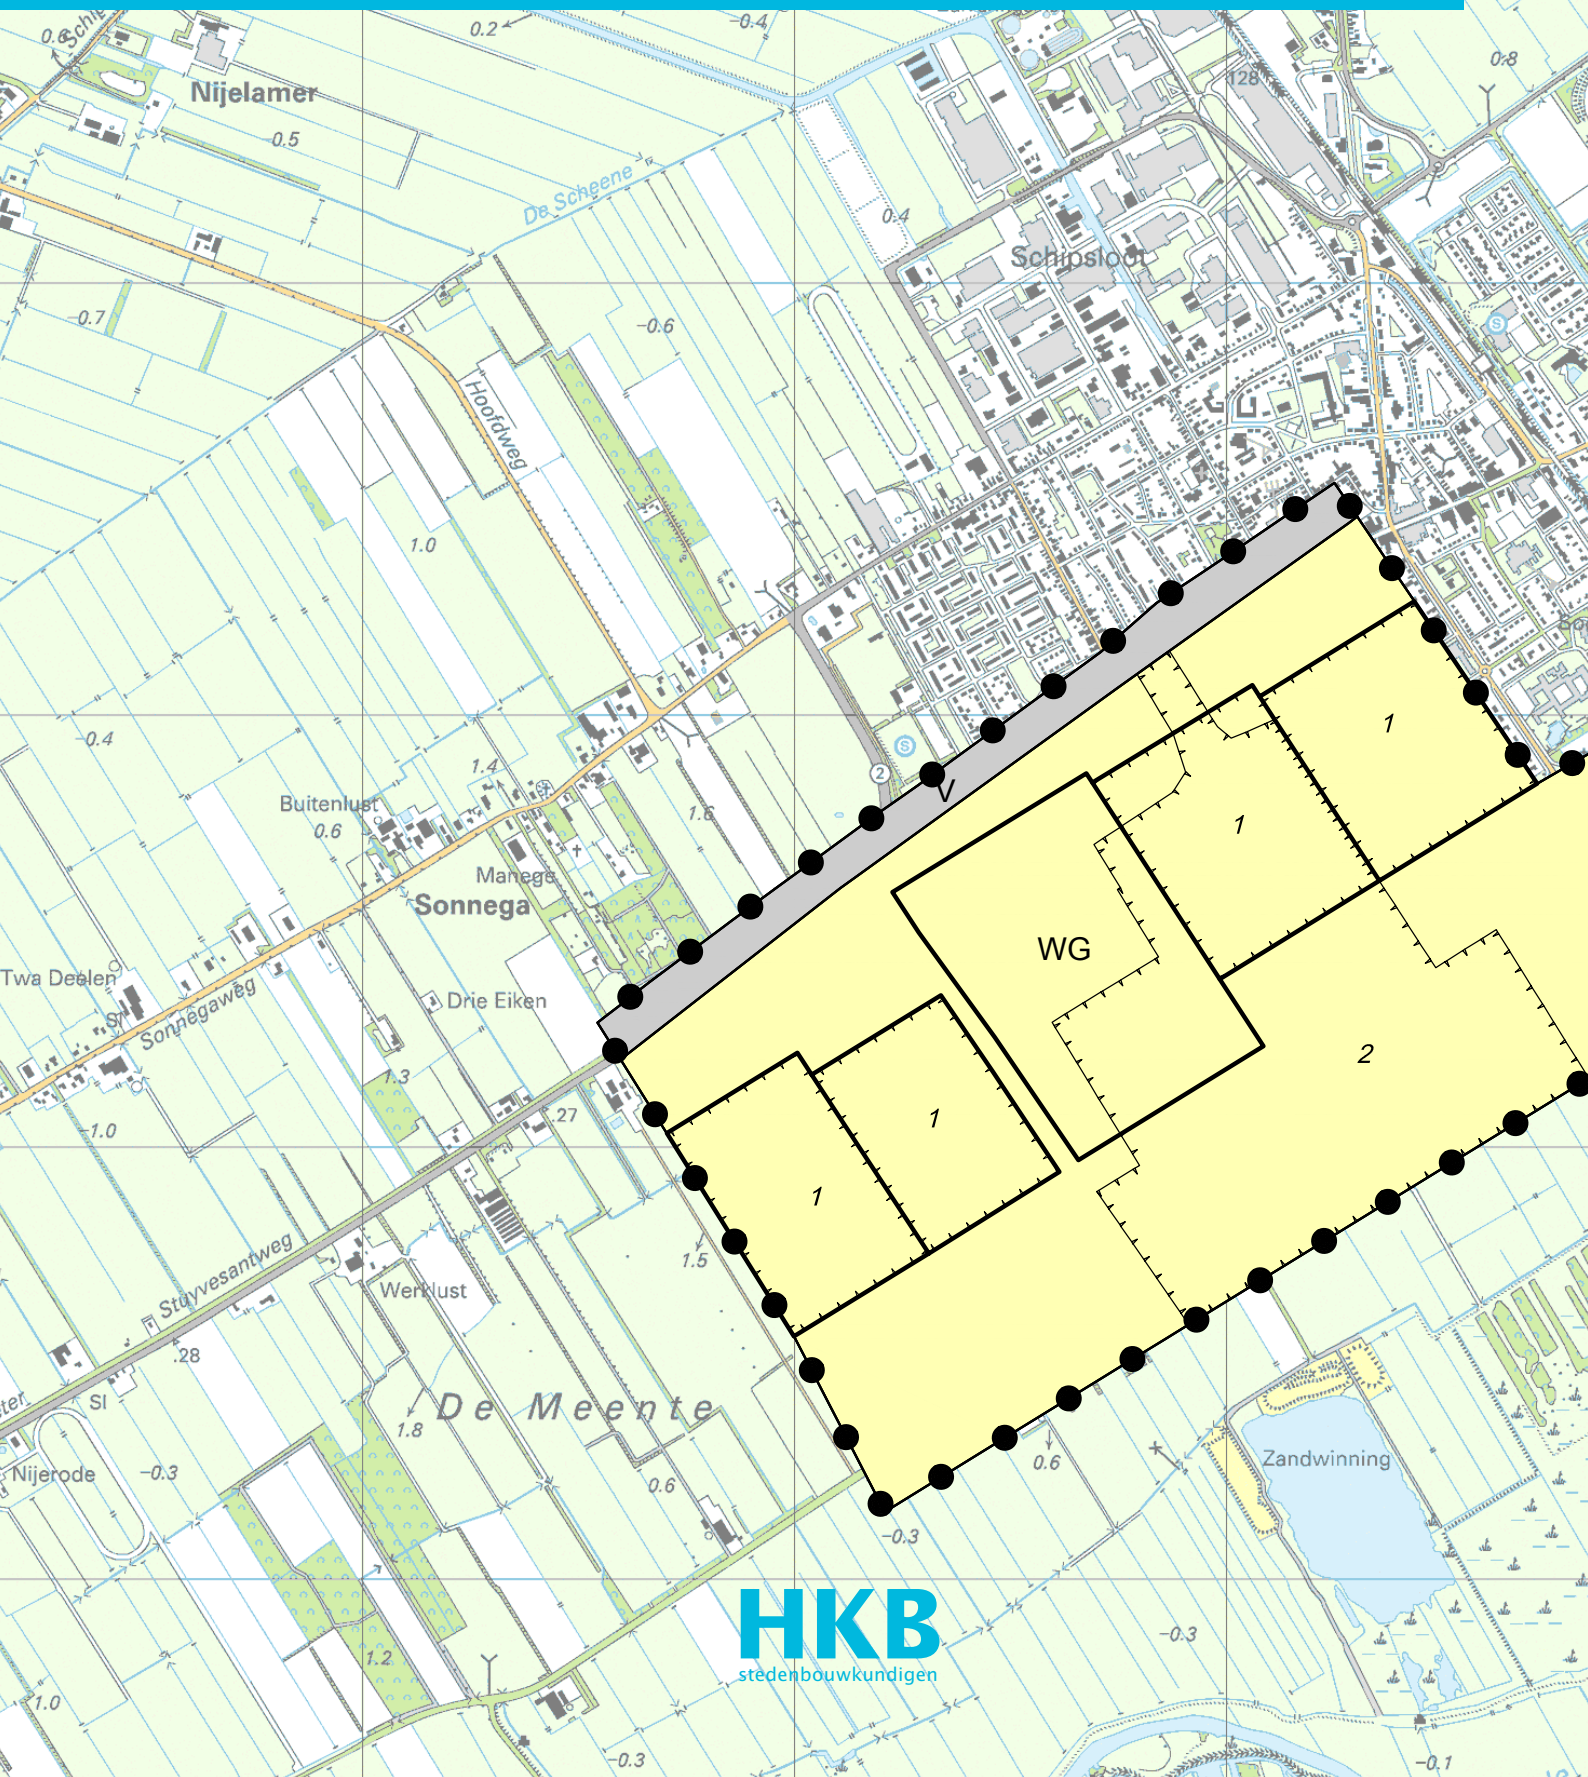 0.2
−0.4
0.8
128
Nijelamer
−0.5
De Scheene
0.4
Schipsloot
−0.7
−0.6
Hoofdweg
S
1.0
−0.4
1.4
S
2
V
1
Buitenlust
0.6
1.6
1
Manege
Sonnega
WG
Twa Deelen
Sl
Sonnegaweg
Drie Eiken
2
1.3
.27
1
−1.0
1
1.5
Stuyvesantweg
Werklust
.28
Sl
De Meente
1.8
Nijerode
−0.3
0.6
0.6
Zandwinning
−0.3
HKB
stedenbouwkundigen
−0.3
1.2
1.0
−0.3
−0.1